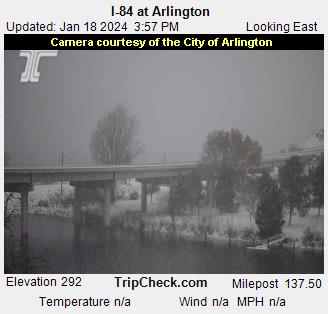 I-84 at Arlington
Updated: Jan 18 2024 3:57 PM Looking East
Camera courtesy of the City of Arlington
Elevation 292 TripCheck.com Milepost 137.50
Temperature n/a Wind n/a MPH n/a